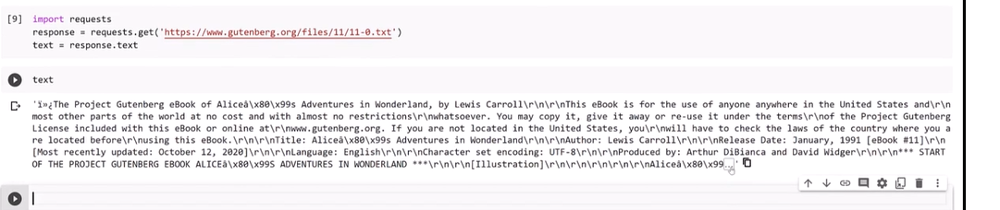 [9] import requests
response = requests.get('https://www.gutenberg.org/files/11/11-0.txt')
text = response.text
text
'ï»¿The Project Gutenberg eBook of Aliceâ\x80\x99s Adventures in Wonderland, by Lewis Carroll\r\n\r\nThis eBook is for the use of anyone anywhere in the United States and\r\n
most other parts of the world at no cost and with almost no restrictions\r\nwhatsoever. You may copy it, give it away or re-use it under the terms\r\nof the Project Gutenberg
License included with this eBook or online at\r\nwww.gutenberg.org. If you are not located in the United States, you\r\nwill have to check the laws of the country where you a
re located before\r\nusing this eBook.\r\n\r\nTitle: Aliceâ\x80\x99s Adventures in Wonderland\r\n\r\nAuthor: Lewis Carroll\r\n\r\nRelease Date: January, 1991 [eBook #11]\r\n
[Most recently updated: October 12, 2020]\r\n\r\nLanguage: English\r\n\r\nCharacter set encoding: UTF-8\r\n\r\nProduced by: Arthur DiBianca and David Widger\r\n\r\n*** START
OF THE PROJECT GUTENBERG EBOOK ALICEâ\x80\x99S ADVENTURES IN WONDERLAND ***\r\n\r\n[Illustration]\r\n\r\n\r\n\r\n\r\nAliceâ\x80\x99...'